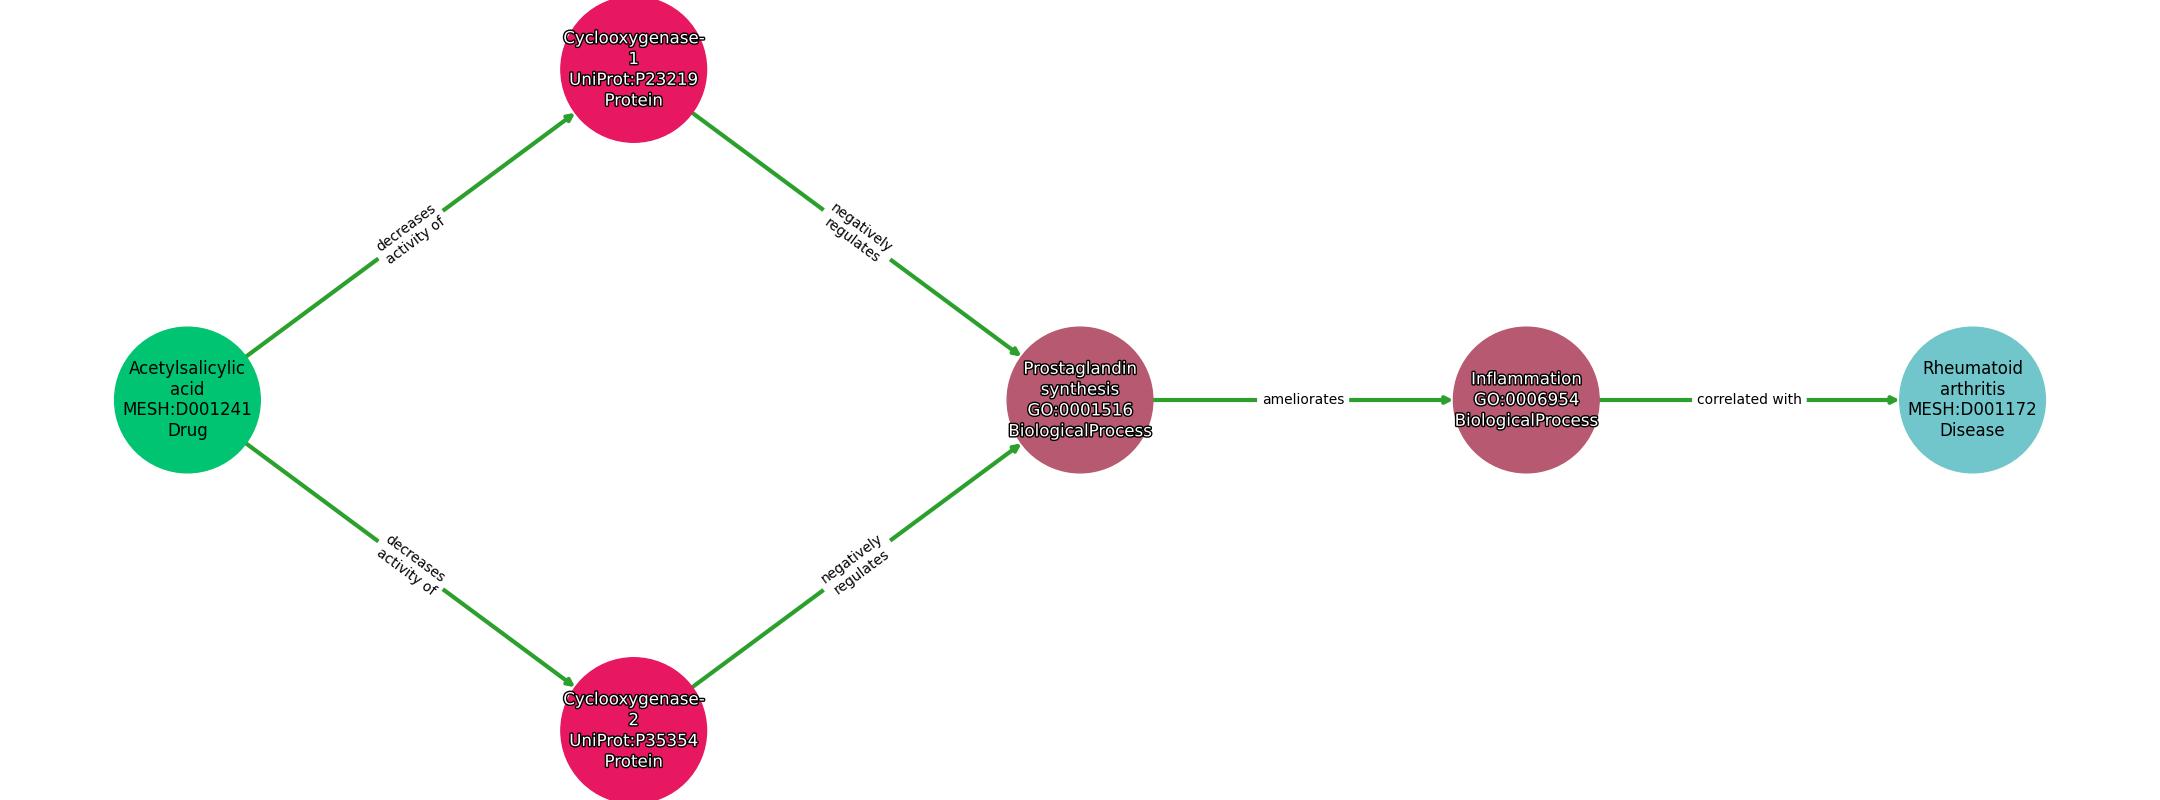 Cyclooxygenase-
1
UniProt:P23219
Protein
decreases
activity of
negatively
regulates
Acetylsalicylic
acid
MESH:D001241
Drug
Prostaglandin
synthesis
GO:0001516
BiologicalProcess
ameliorates
Inflammation
GO:0006954
BiologicalProcess
correlated with
Rheumatoid
arthritis
MESH:D001172
Disease
decreases
activity of
negatively
regulates
Cyclooxygenase-
2
UniProt:P35354
Protein